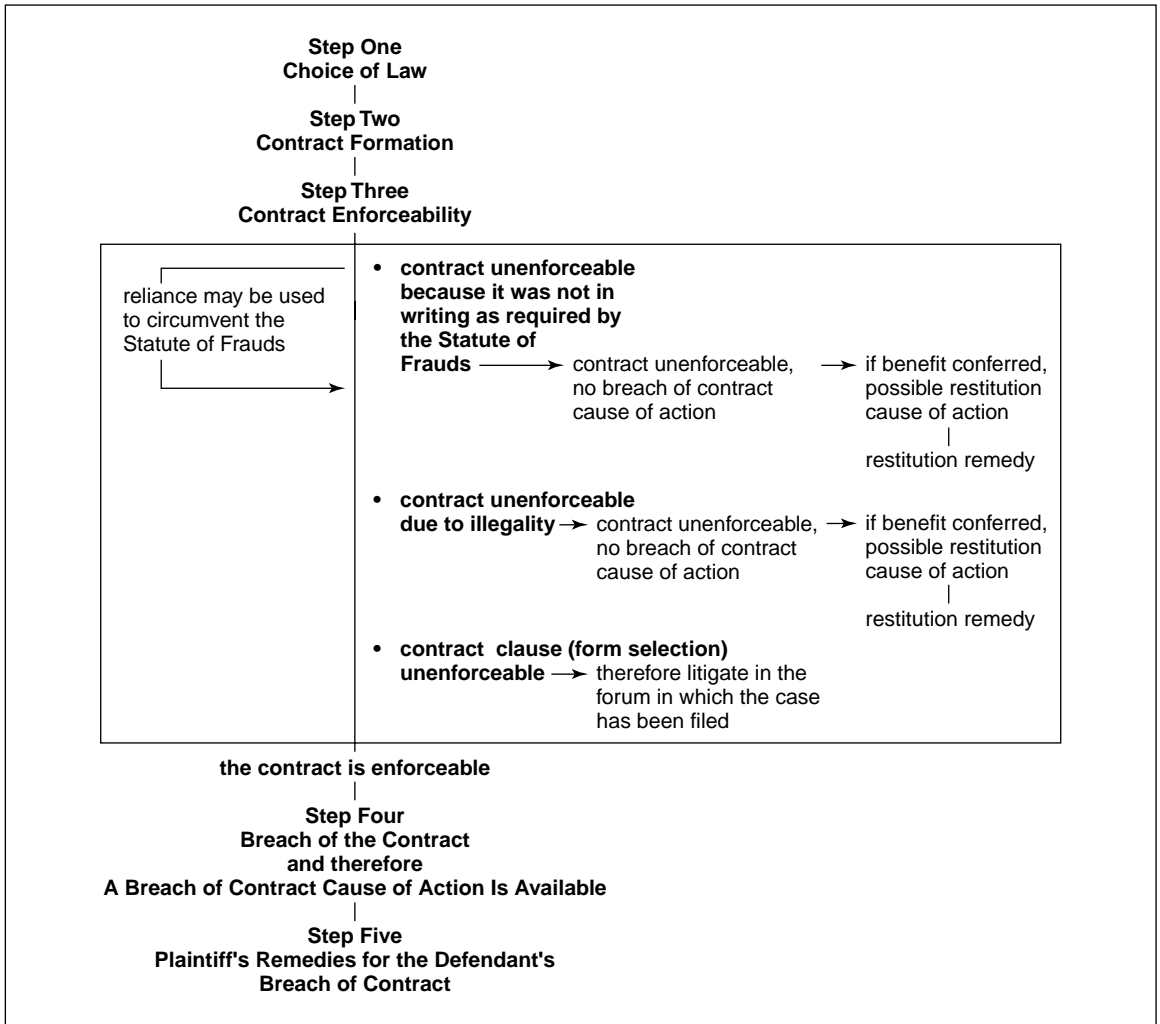 Step One
Choice of Law
Step Two
Contract Formation
Step Three
Contract Enforceability
reliance may be used
to circumvent the
Statute of Frauds
• contract unenforceable
because it was not in
writing as required by
the Statute of
Frauds
contract unenforceable,
no breach of contract
cause of action
if benefit conferred,
possible restitution
cause of action
restitution remedy
• contract unenforceable
due to illegality
contract unenforceable,
no breach of contract
cause of action
if benefit conferred,
possible restitution
cause of action
restitution remedy
• contract clause (form selection)
unenforceable
therefore litigate in the
forum in which the case
has been filed
the contract is enforceable
Step Four
Breach of the Contract
and therefore
A Breach of Contract Cause of Action Is Available
Step Five
Plaintiff's Remedies for the Defendant's
Breach of Contract